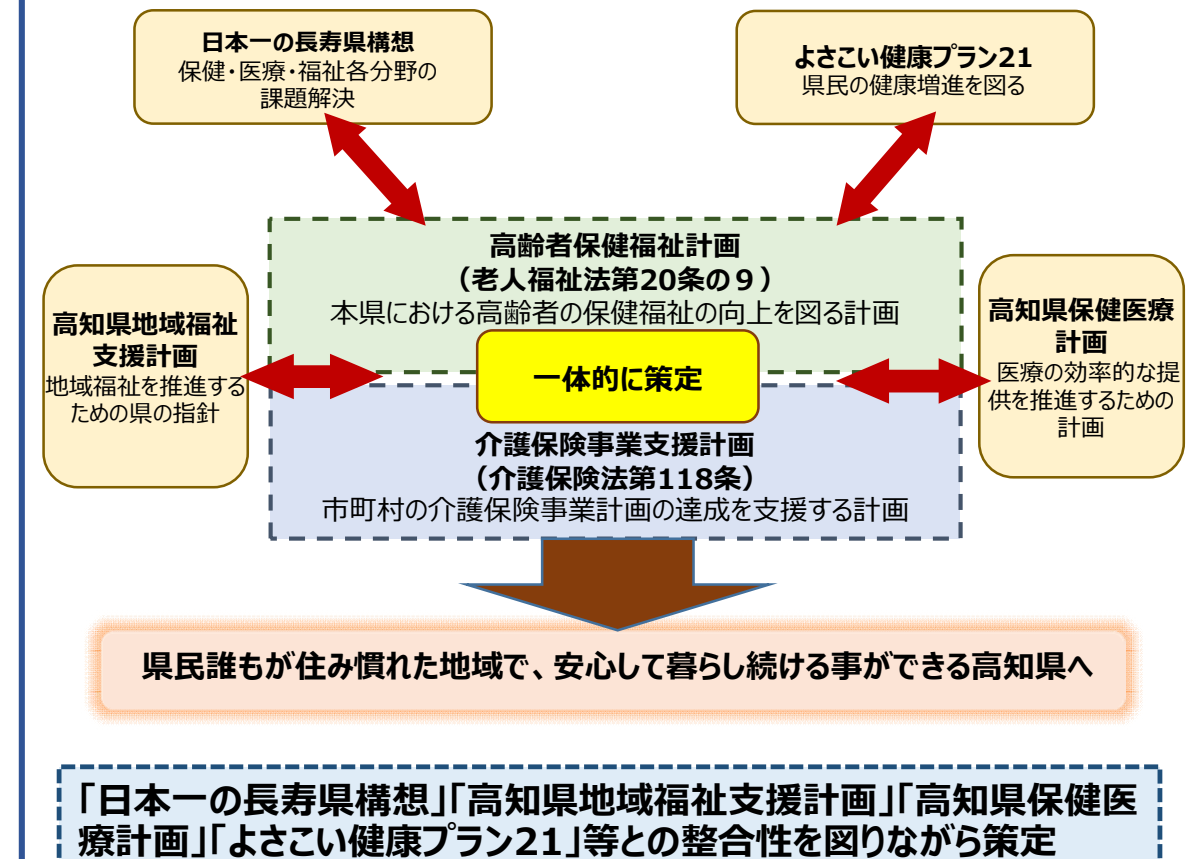 日本一の長寿県構想
保健・医療・福祉各分野の
課題解決
よさこい健康プラン21
県民の健康増進を図る
高齢者保健福祉計画
（老人福祉法第20条の９）
本県における高齢者の保健福祉の向上を図る計画
高知県地域福祉
支援計画
地域福祉を推進する
ための県の指針
一体的に策定
高知県保健医療
計画
医療の効率的な提
供を推進するための
計画
介護保険事業支援計画
（介護保険法第118条）
市町村の介護保険事業計画の達成を支援する計画
県民誰もが住み慣れた地域で、安心して暮らし続ける事ができる高知県へ
「日本一の長寿県構想」「高知県地域福祉支援計画」「高知県保健医
療計画」「よさこい健康プラン21」等との整合性を図りながら策定